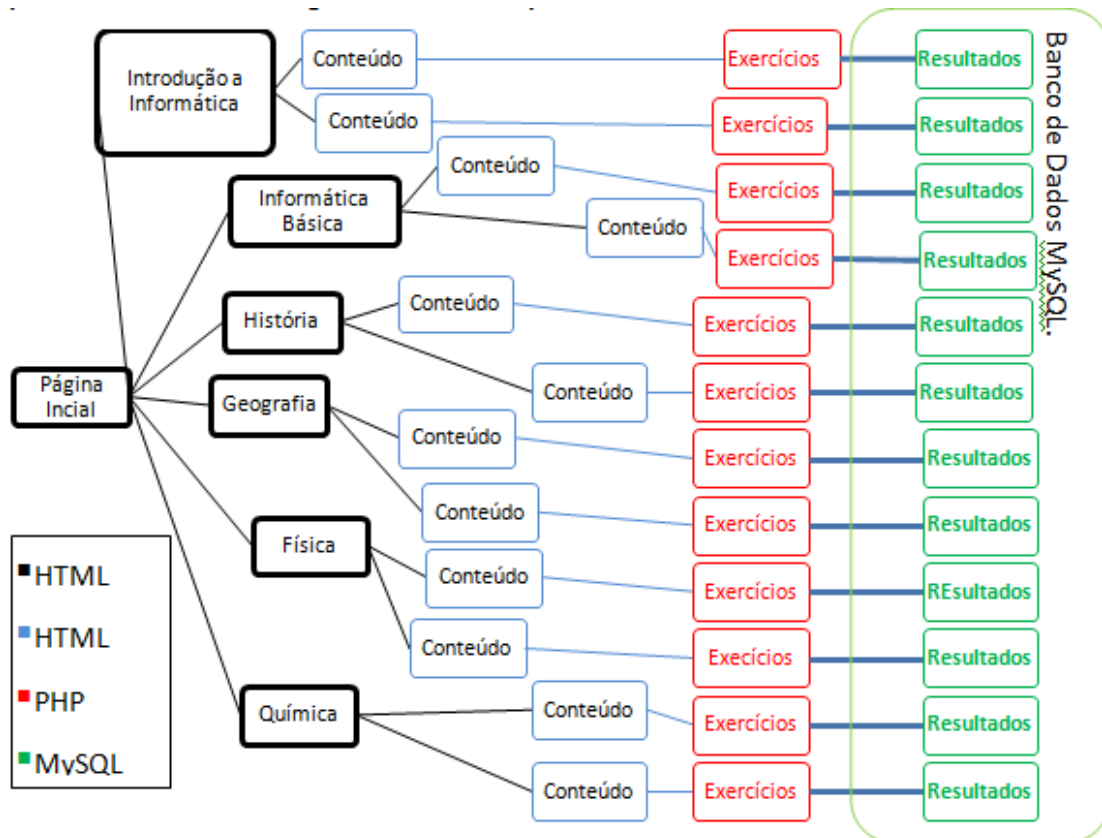 Introdução a
Informática
Conteúdo
Exercícios
Resultados
Conteúdo
Exercícios
Resultados
Informática
Básica
Conteúdo
Exercícios
Resultados
Conteúdo
Exercícios
Resultados
História
Conteúdo
Exercícios
Resultados
Conteúdo
Exercícios
Resultados
Página
Incial
Geografia
Conteúdo
Exercícios
Resultados
Conteúdo
Exercícios
Resultados
Física
Conteúdo
Exercícios
REsultados
Conteúdo
Execícios
Resultados
Química
Conteúdo
Exercícios
Resultados
Conteúdo
Exercícios
Resultados
Banco de Dados MySQL.
HTML
HTML
PHP
MySQL